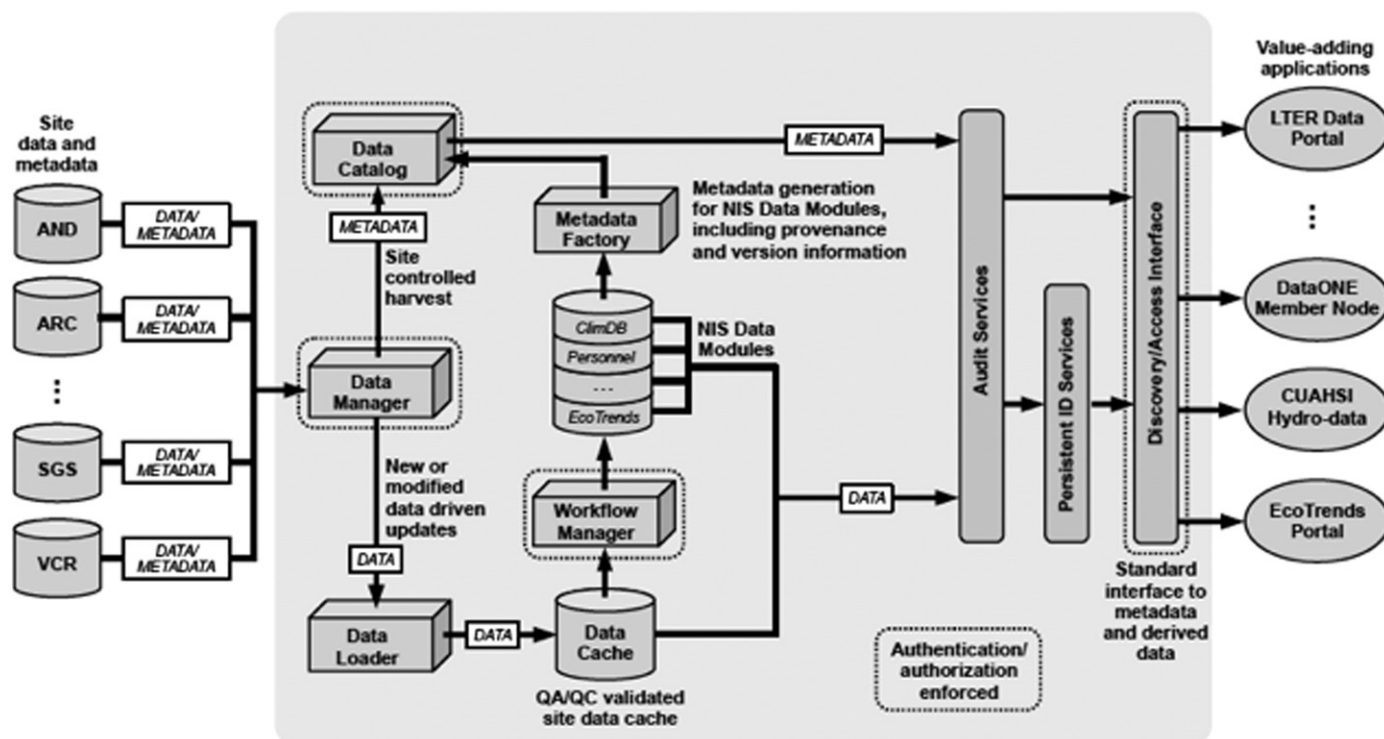 Site
data and
metadata
AND
DATA/
METADATA
ARC
DATA/
METADATA
⋮
SGS
DATA/
METADATA
VCR
DATA/
METADATA
Data
Catalog
METADATA
Site
controlled
harvest
Data
Manager
New or
modified
data driven
updates
DATA
Data
Loader
DATA
Metadata
Factory
Metadata generation
for NIS Data Modules,
including provenance
and version information
ClimDB
Personnel
- - -
EcoTrends
NIS Data
Modules
Workflow
Manager
Data
Cache
QA/QC validated
site data cache
METADATA
DATA
Audit Services
Persistent ID Services
Discovery/Access Interface
Standard
interface to
metadata
and derived
data
Authentication/
authorization
enforced
Value-adding
applications
LTER Data
Portal
⋮
DataONE
Member Node
CUAHSI
Hydro-data
EcoTrends
Portal